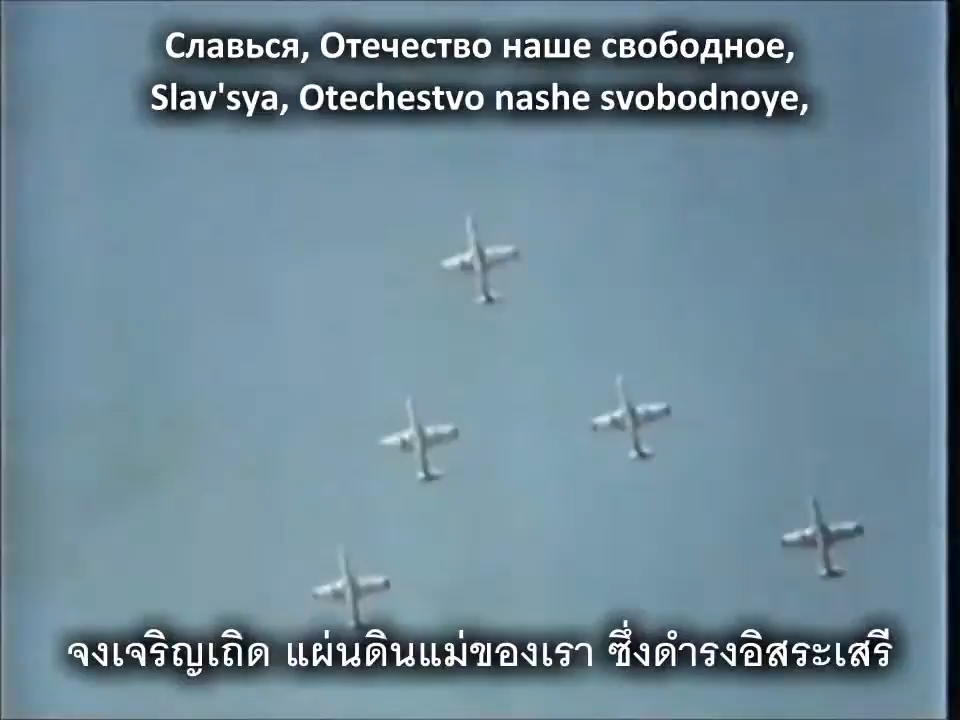 Славься, Отечество наше свободное,
Slav'sya, Otechestvo nashe svobodnoye,
จงเจริญเถิด แผ่นดินแม่ของเรา ซึ่งดำรงอิสระเสรี